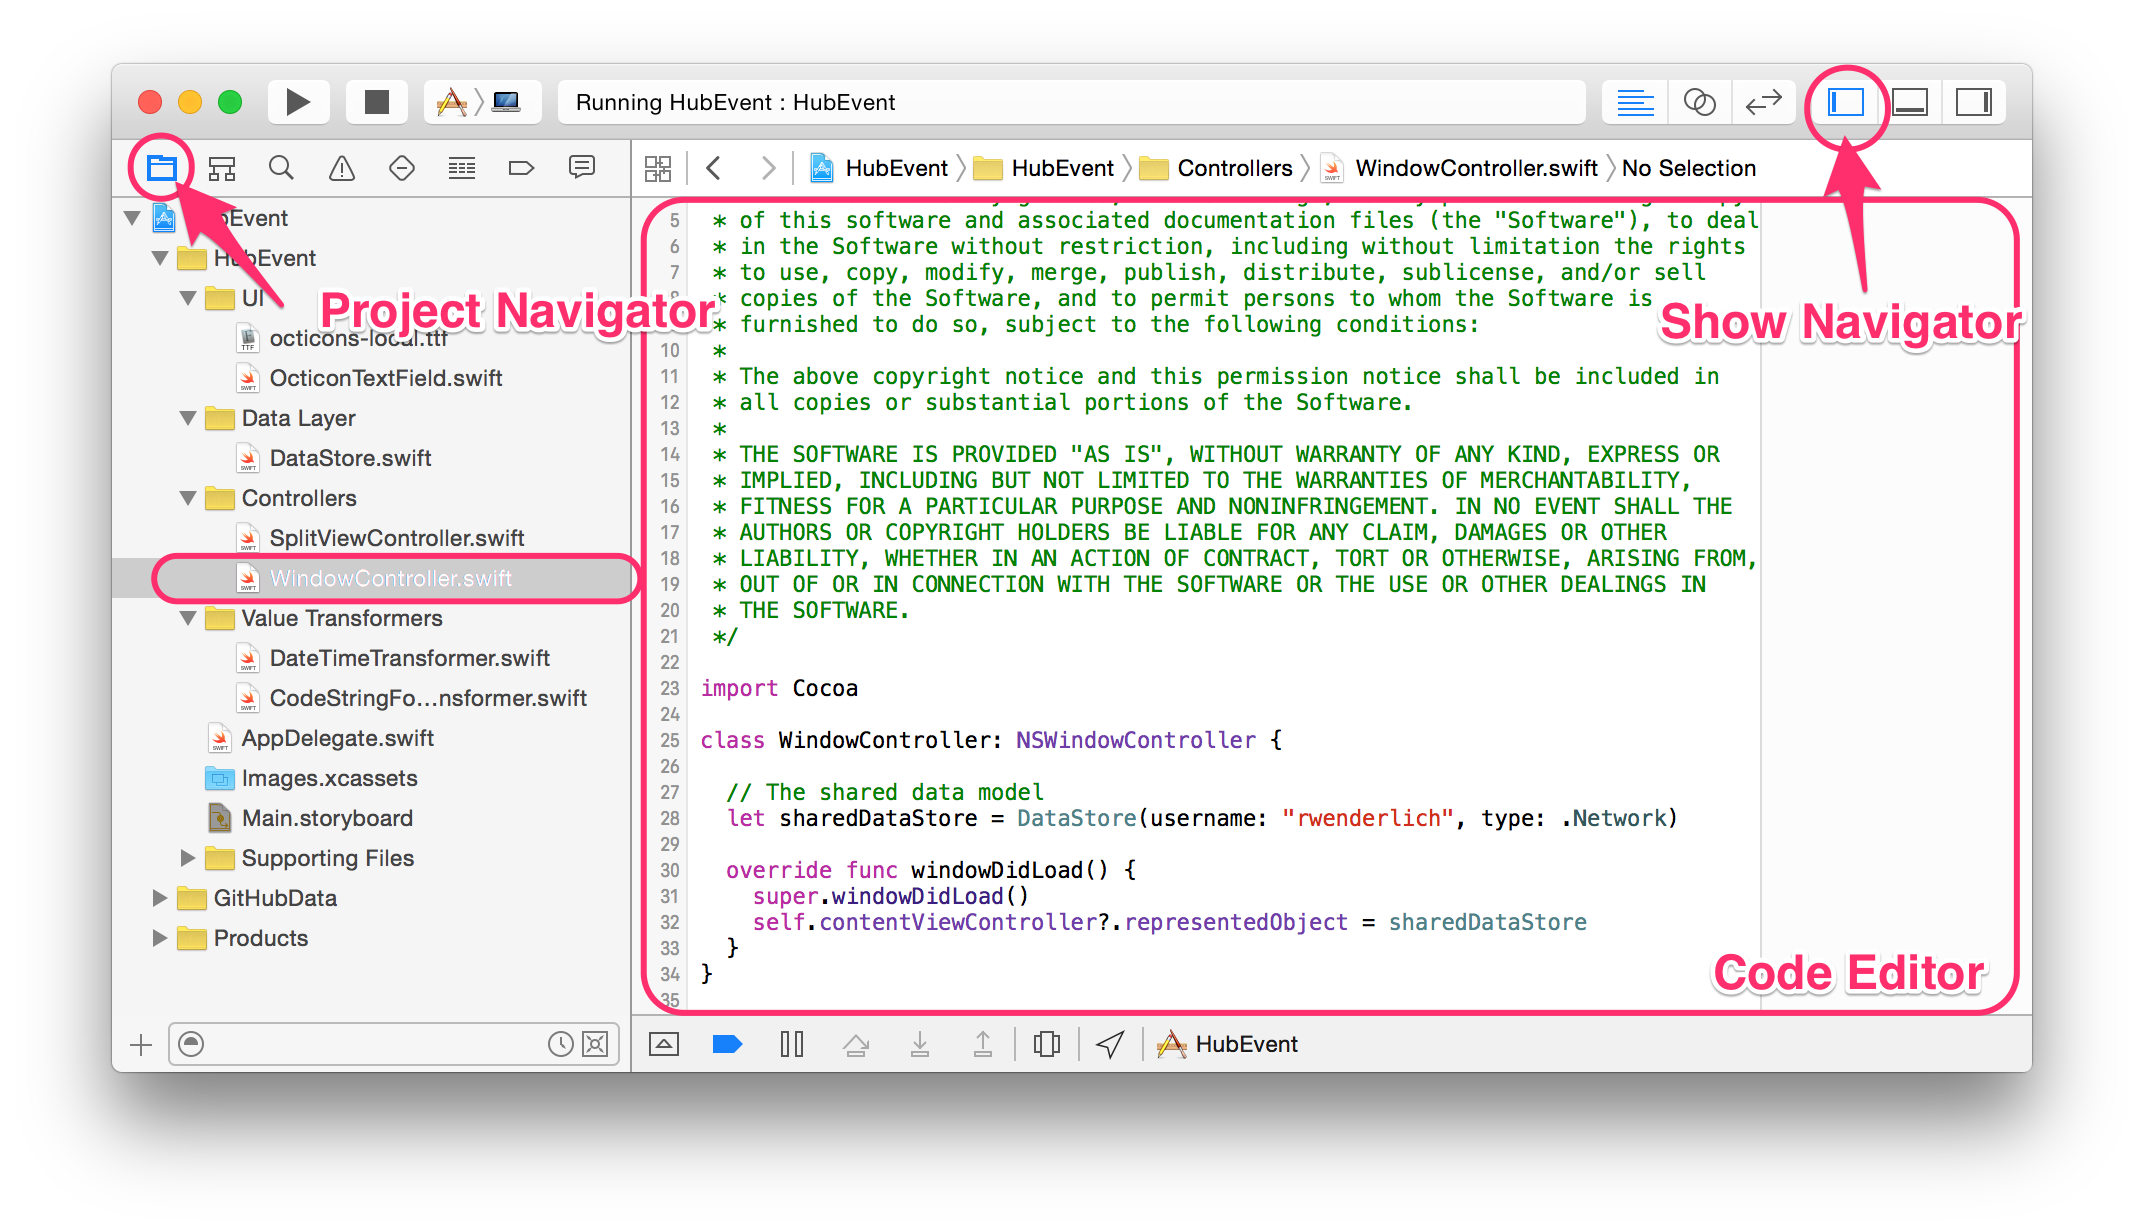 Running HubEvent : HubEvent
HubEvent
HubEvent
Controllers
WindowController.swift
No Selection
Event
HubEvent
UI
octicons-local.ttf
OcticonTextField.swift
Data Layer
DataStore.swift
Controllers
SplitViewController.swift
WindowController.swift
Value Transformers
DateTimeTransformer.swift
CodeStringFo...nsformer.swift
AppDelegate.swift
Images.xcassets
Main.storyboard
Supporting Files
GitHubData
Products
Project Navigator
Show Navigator
5 * of this software and associated documentation files (the "Software"), to deal
6 * in the Software without restriction, including without limitation the rights
7 * to use, copy, modify, merge, publish, distribute, sublicense, and/or sell
8 * copies of the Software, and to permit persons to whom the Software is
* furnished to do so, subject to the following conditions:
10 *
11 * The above copyright notice and this permission notice shall be included in
12 * all copies or substantial portions of the Software.
13 *
14 * THE SOFTWARE IS PROVIDED "AS IS", WITHOUT WARRANTY OF ANY KIND, EXPRESS OR
15 * IMPLIED, INCLUDING BUT NOT LIMITED TO THE WARRANTIES OF MERCHANTABILITY,
16 * FITNESS FOR A PARTICULAR PURPOSE AND NONINFRINGEMENT. IN NO EVENT SHALL THE
17 * AUTHORS OR COPYRIGHT HOLDERS BE LIABLE FOR ANY CLAIM, DAMAGES OR OTHER
18 * LIABILITY, WHETHER IN AN ACTION OF CONTRACT, TORT OR OTHERWISE, ARISING FROM,
19 * OUT OF OR IN CONNECTION WITH THE SOFTWARE OR THE USE OR OTHER DEALINGS IN
20 * THE SOFTWARE.
21 */
22
23 import Cocoa
24
25 class WindowController: NSWindowController {
26
27 // The shared data model
28 let sharedDataStore = DataStore(username: "rwenderlich", type: .Network)
29
30 override func windowDidLoad() {
31 super.windowDidLoad()
32 self.contentViewController?.representedObject = sharedDataStore
33 }
34 }
35
Code Editor
HubEvent